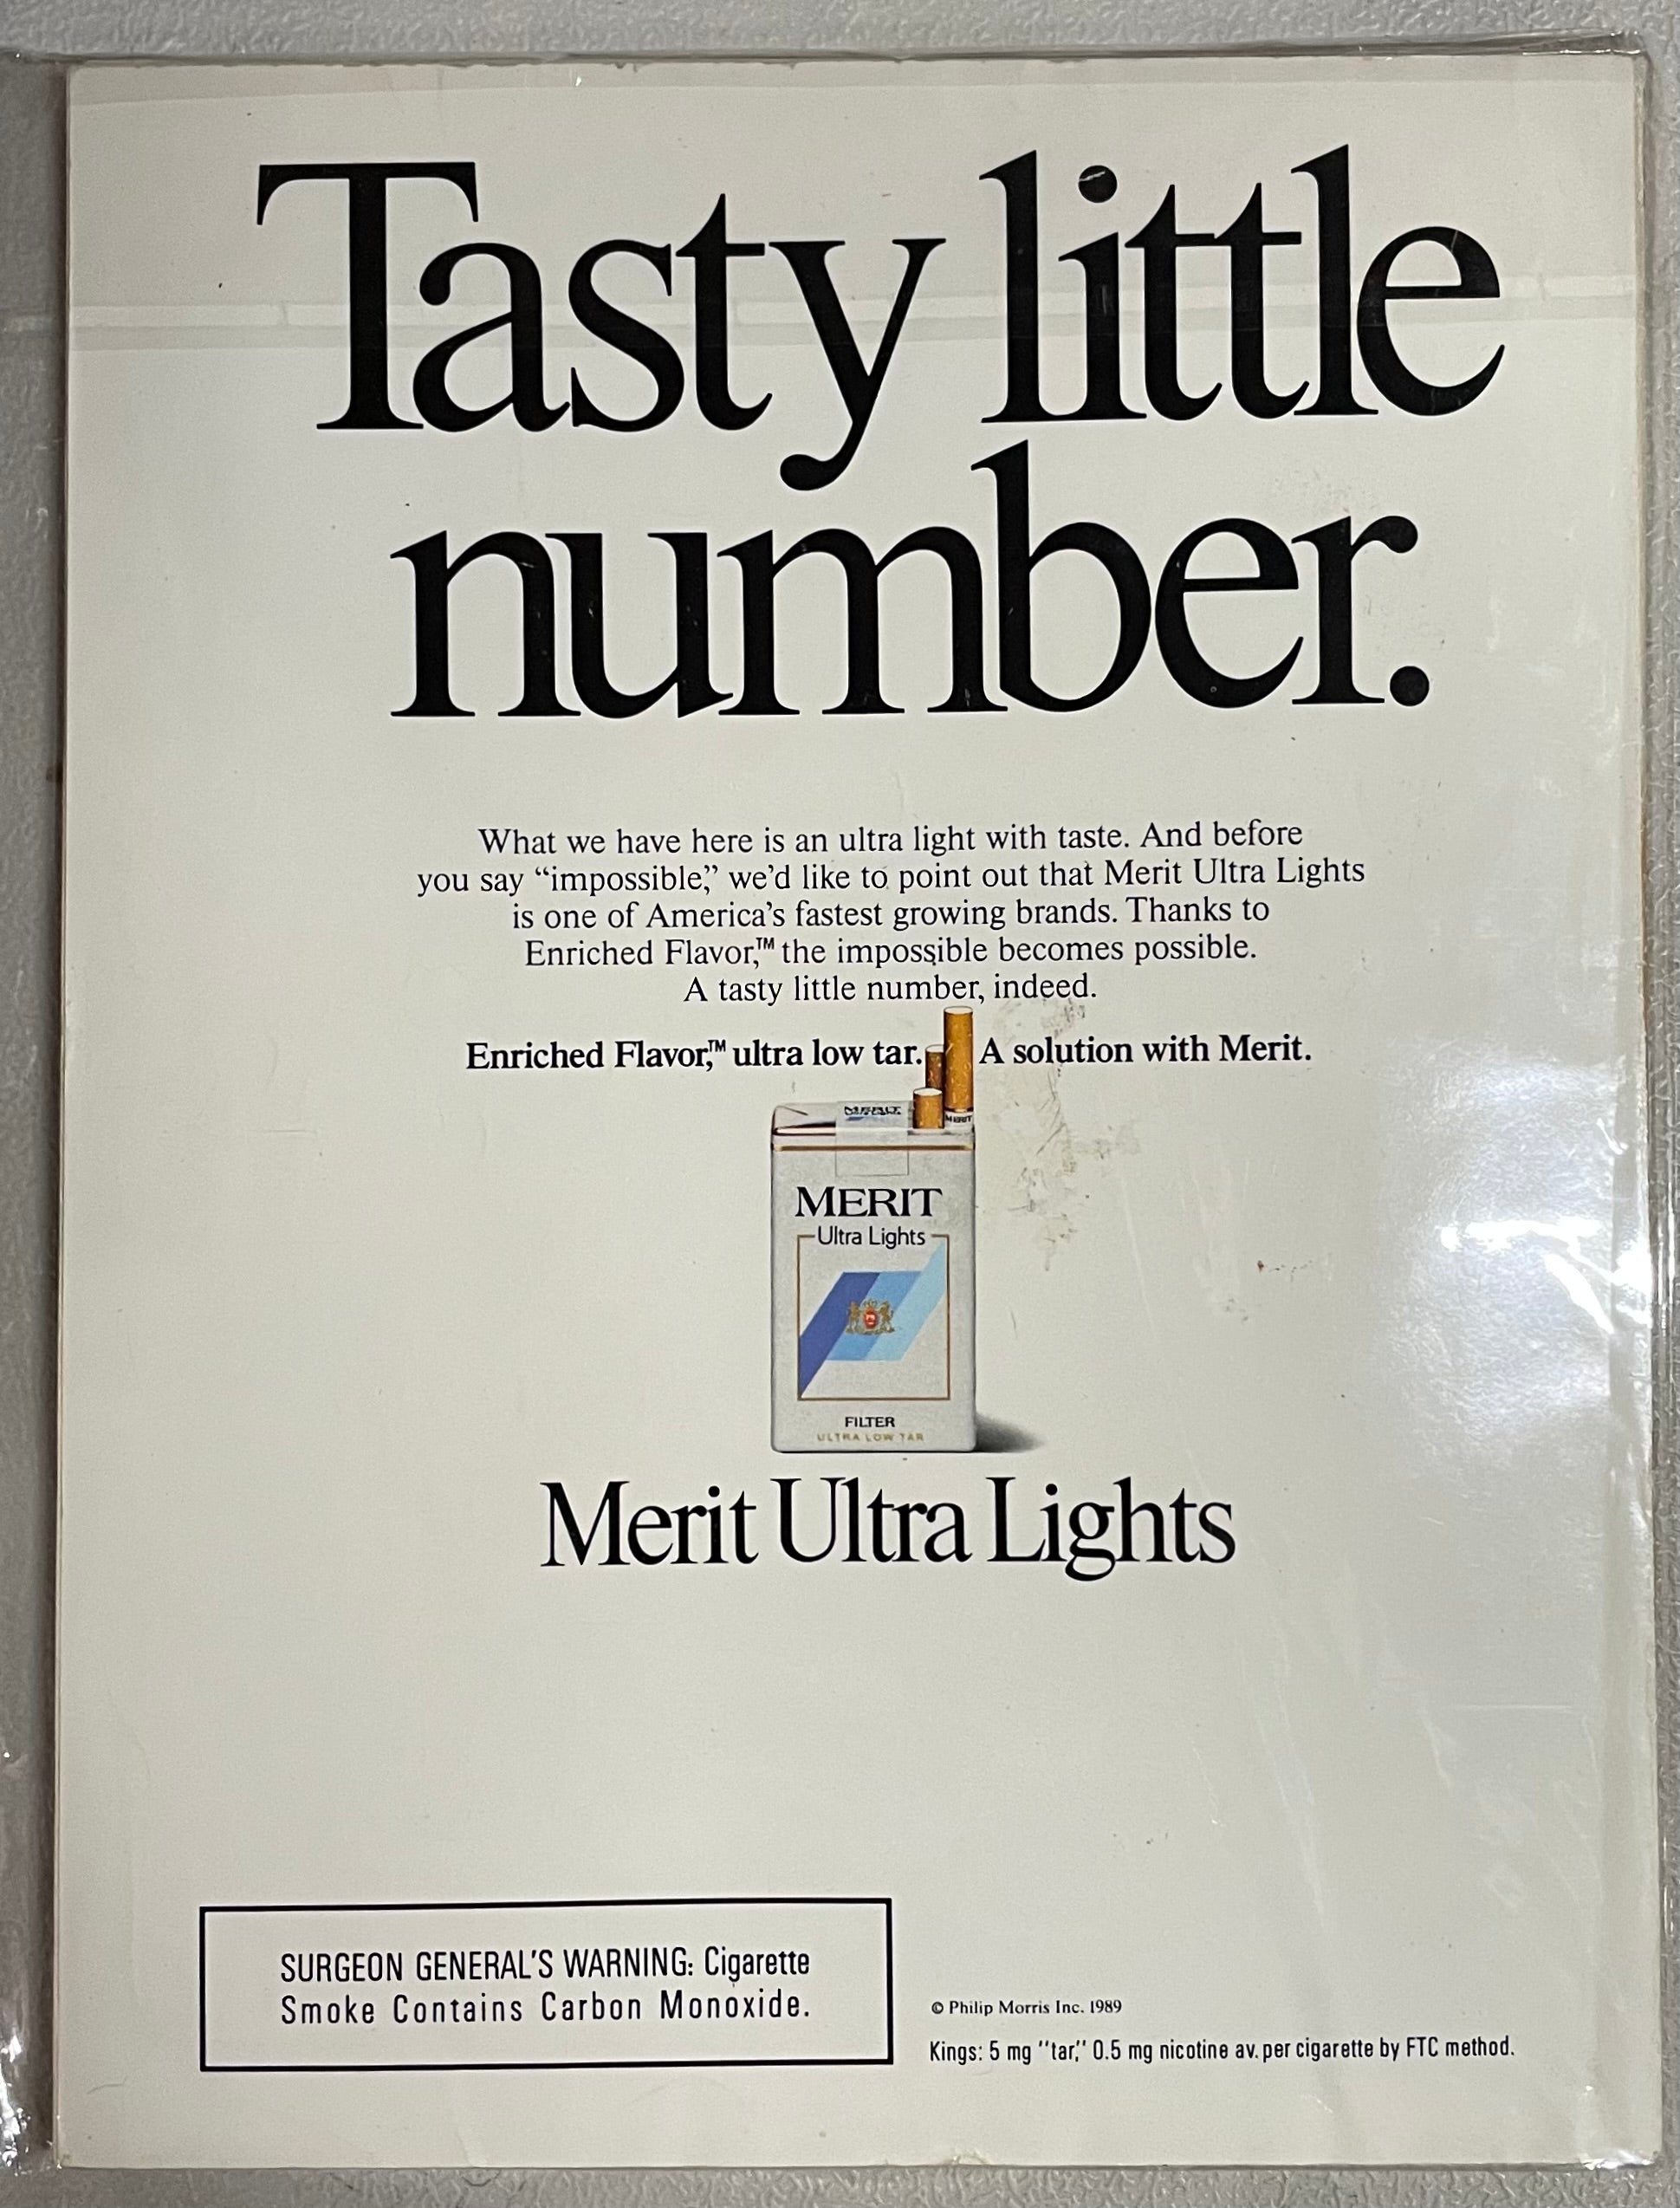 Tasty little
number.
What we have here is an ultra light with taste. And before
you say “impossible,” we’d like to point out that Merit Ultra Lights
is one of America’s fastest growing brands. Thanks to
Enriched Flavor,™ the impossible becomes possible.
A tasty little number, indeed.
Enriched Flavor,™ ultra low tar. A solution with Merit.
MERIT
MERIT
MERIT
Ultra Lights
FILTER
ULTRA LOW TAR
Merit Ultra Lights
SURGEON GENERAL’S WARNING: Cigarette
Smoke Contains Carbon Monoxide.
© Philip Morris Inc. 1989
Kings: 5 mg "tar," 0.5 mg nicotine av. per cigarette by FTC method.